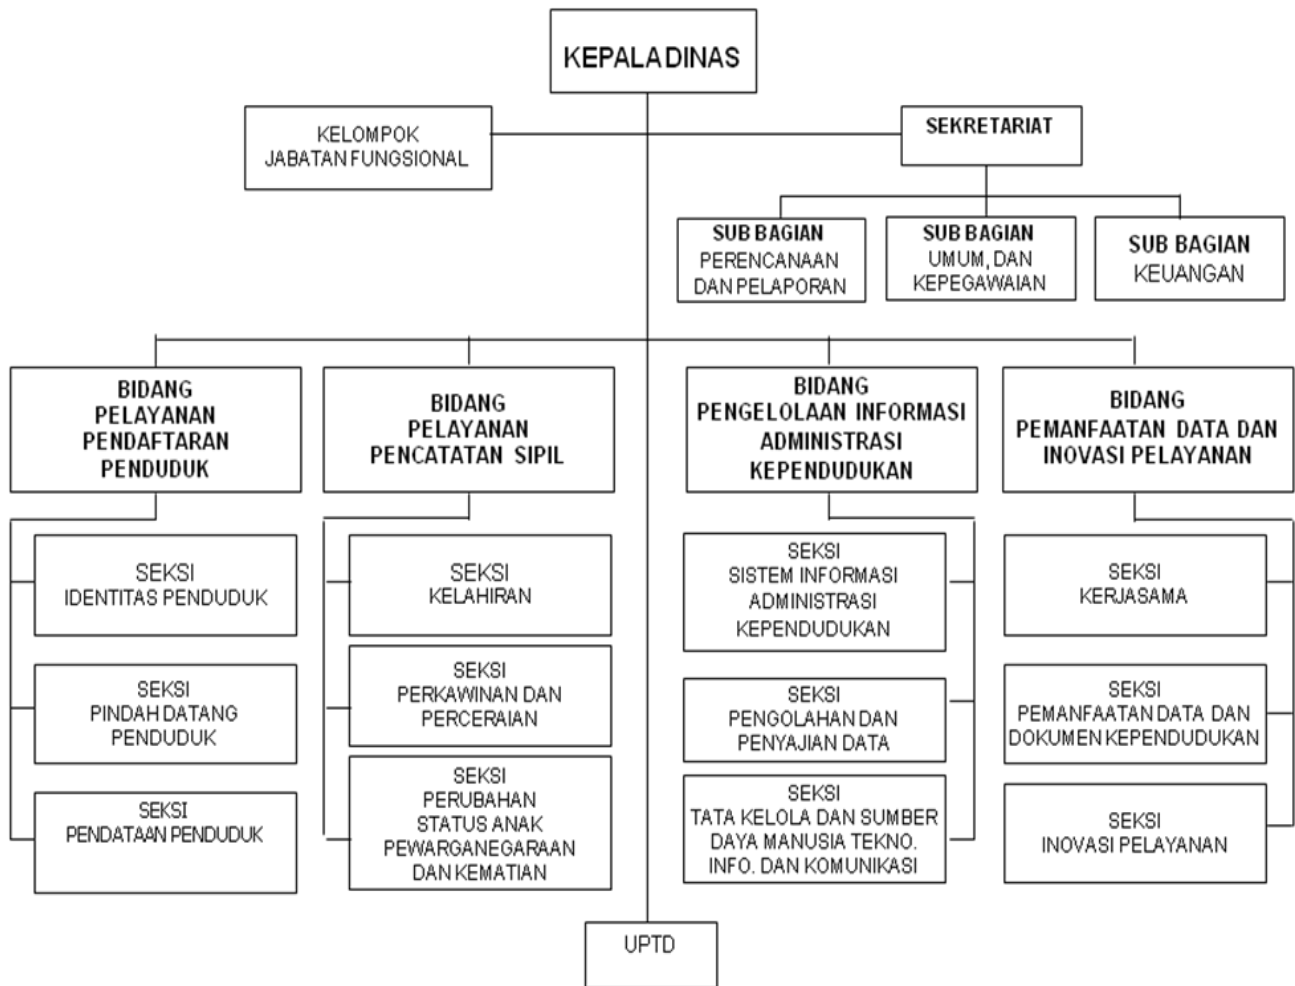 KEPALA DINAS
KELOMPOK
JABATAN FUNGSIONAL
SEKRETARIAT
SUB BAGIAN
PERENCANAAN
DAN PELAPORAN
SUB BAGIAN
UMUM, DAN
KEPEGAWAIAN
SUB BAGIAN
KEUANGAN
BIDANG
PELAYANAN
PENDAFTARAN
PENDUDUK
BIDANG
PELAYANAN
PENCATATAN SIPIL
BIDANG
PENGELOLAAN INFORMASI
ADMINISTRASI
KEPENDUDUKAN
BIDANG
PEMANFAATAN DATA DAN
INOVASI PELAYANAN
SEKSI
IDENTITAS PENDUDUK
SEKSI
PINDAH DATANG
PENDUDUK
SEKSI
PENDATAAN PENDUDUK
SEKSI
KELAHIRAN
SEKSI
PERKAWINAN DAN
PERCERAIAN
SEKSI
PERUBAHAN
STATUS ANAK
PEWARGANEGARAAN
DAN KEMATIAN
SEKSI
SISTEM INFORMASI
ADMINISTRASI
KEPENDUDUKAN
SEKSI
PENGOLAHAN DAN
PENYAJIAN DATA
SEKSI
TATA KELOLA DAN SUMBER
DAYA MANUSIA TEKNO.
INFO. DAN KOMUNIKASI
SEKSI
KERJASAMA
SEKSI
PEMANFAATAN DATA DAN
DOKUMEN KEPENDUDUKAN
SEKSI
INOVASI PELAYANAN
UPTD